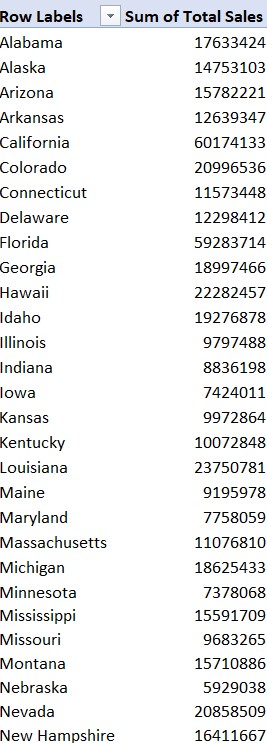 Row Labels Sum of Total Sales
Alabama 17633424
Alaska 14753103
Arizona 15782221
Arkansas 12639347
California 60174133
Colorado 20996536
Connecticut 11573448
Delaware 12298412
Florida 59283714
Georgia 18997466
Hawaii 22282457
Idaho 19276878
Illinois 9797488
Indiana 8836198
Iowa 7424011
Kansas 9972864
Kentucky 10072848
Louisiana 23750781
Maine 9195978
Maryland 7758059
Massachusetts 11076810
Michigan 18625433
Minnesota 7378068
Mississippi 15591709
Missouri 9683265
Montana 15710886
Nebraska 5929038
Nevada 20858509
New Hampshire 16411667